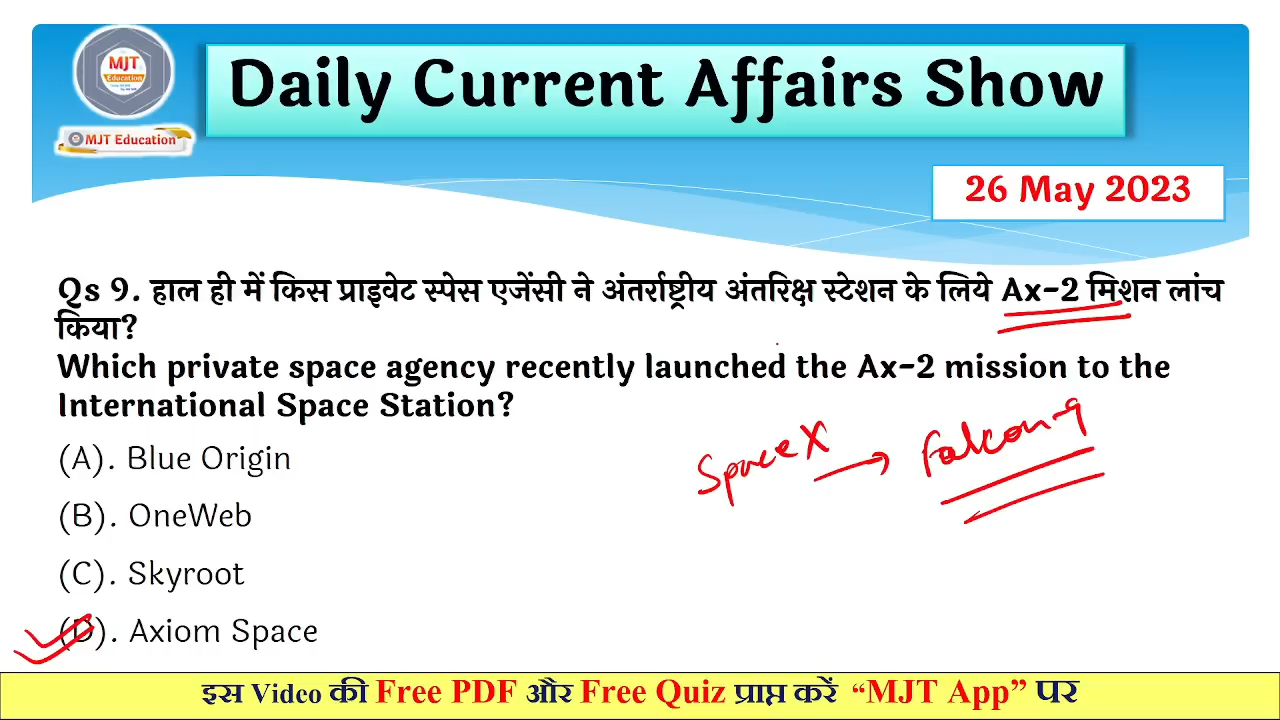 MJT
Education
MJT Education
Daily Current Affairs Show
26 May 2023
Qs 9. हाल ही में किस प्राइवेट स्पेस एजेंसी ने अंतर्राष्ट्रीय अंतरिक्ष स्टेशन के लिये Ax-2 मिशन लांच
किया?
Which private space agency recently launched the Ax-2 mission to the
International Space Station?
SpaceX → Falcon-9
(A). Blue Origin
(B). OneWeb
(C). Skyroot
(D). Axiom Space
इस Video की Free PDF और Free Quiz प्राप्त करें “MJT App” पर